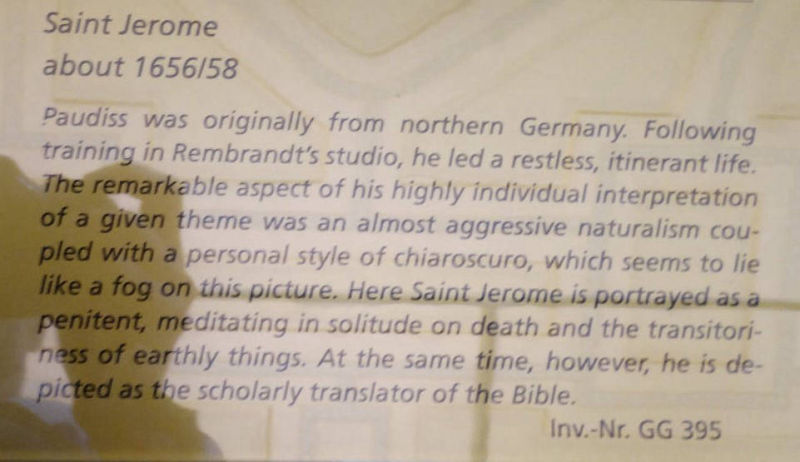 Saint Jerome
about 1656/58
Paudiss was originally from northern Germany. Following
training in Rembrandt's studio, he led a restless, itinerant life.
The remarkable aspect of his highly individual interpretation
of a given theme was an almost aggressive naturalism cou-
pled with a personal style of chiaroscuro, which seems to lie
like a fog on this picture. Here Saint Jerome is portrayed as a
penitent, meditating in solitude on death and the transitori-
ness of earthly things. At the same time, however, he is de-
picted as the scholarly translator of the Bible.
Inv.-Nr. GG 395